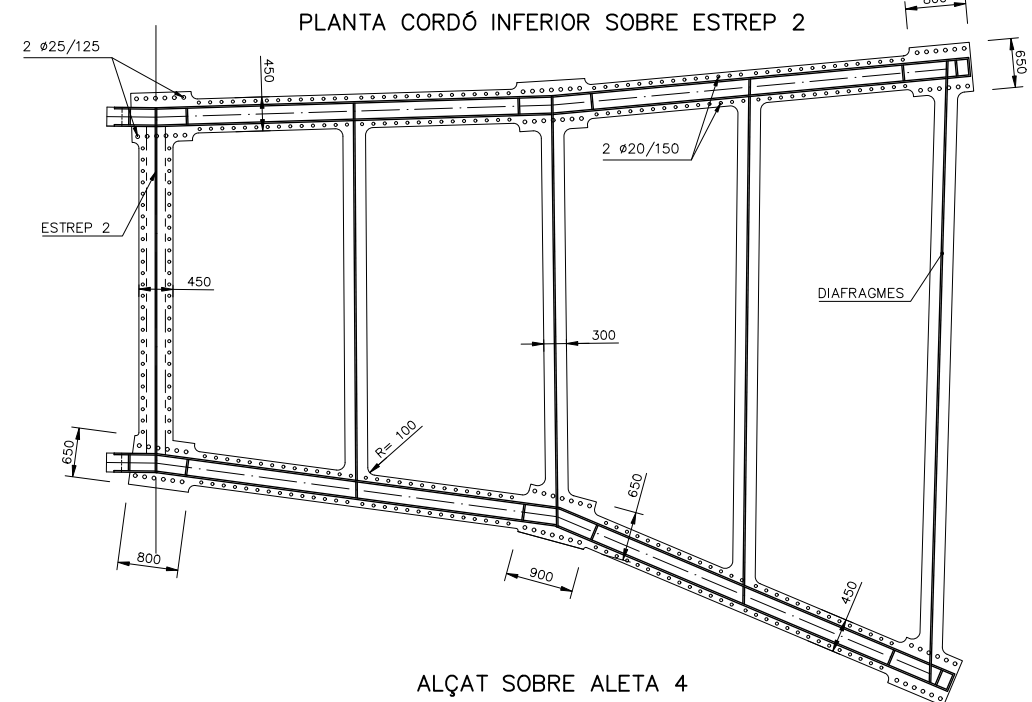 800
PLANTA CORDÓ INFERIOR SOBRE ESTREP 2
2 ø25/125
450
650
2 ø20/150
ESTREP 2
450
DIAFRAGMES
300
R= 100
650
650
800
900
450
ALÇAT SOBRE ALETA 4